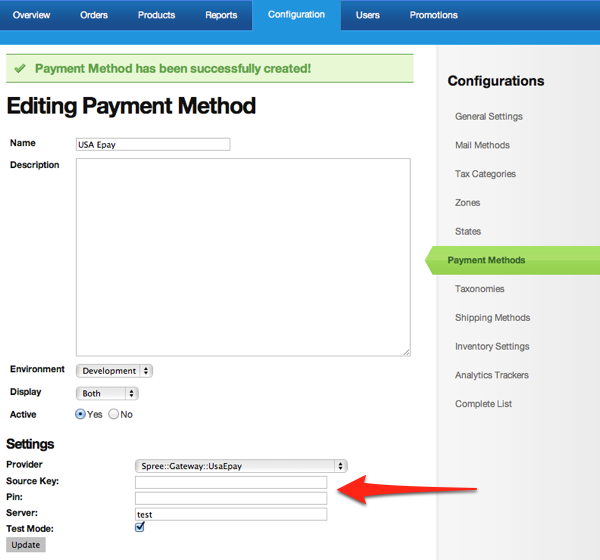 Overview Orders Products Reports Configuration Users Promotions
Payment Method has been successfully created!
Editing Payment Method
Name USA Epay
Description
Environment Development
Display Both
Active Yes No
Settings
Provider Spree::Gateway::UsaEpay
Source Key:
Pin:
Server: test
Test Mode:
Update
Configurations
General Settings
Mail Methods
Tax Categories
Zones
States
Payment Methods
Taxonomies
Shipping Methods
Inventory Settings
Analytics Trackers
Complete List